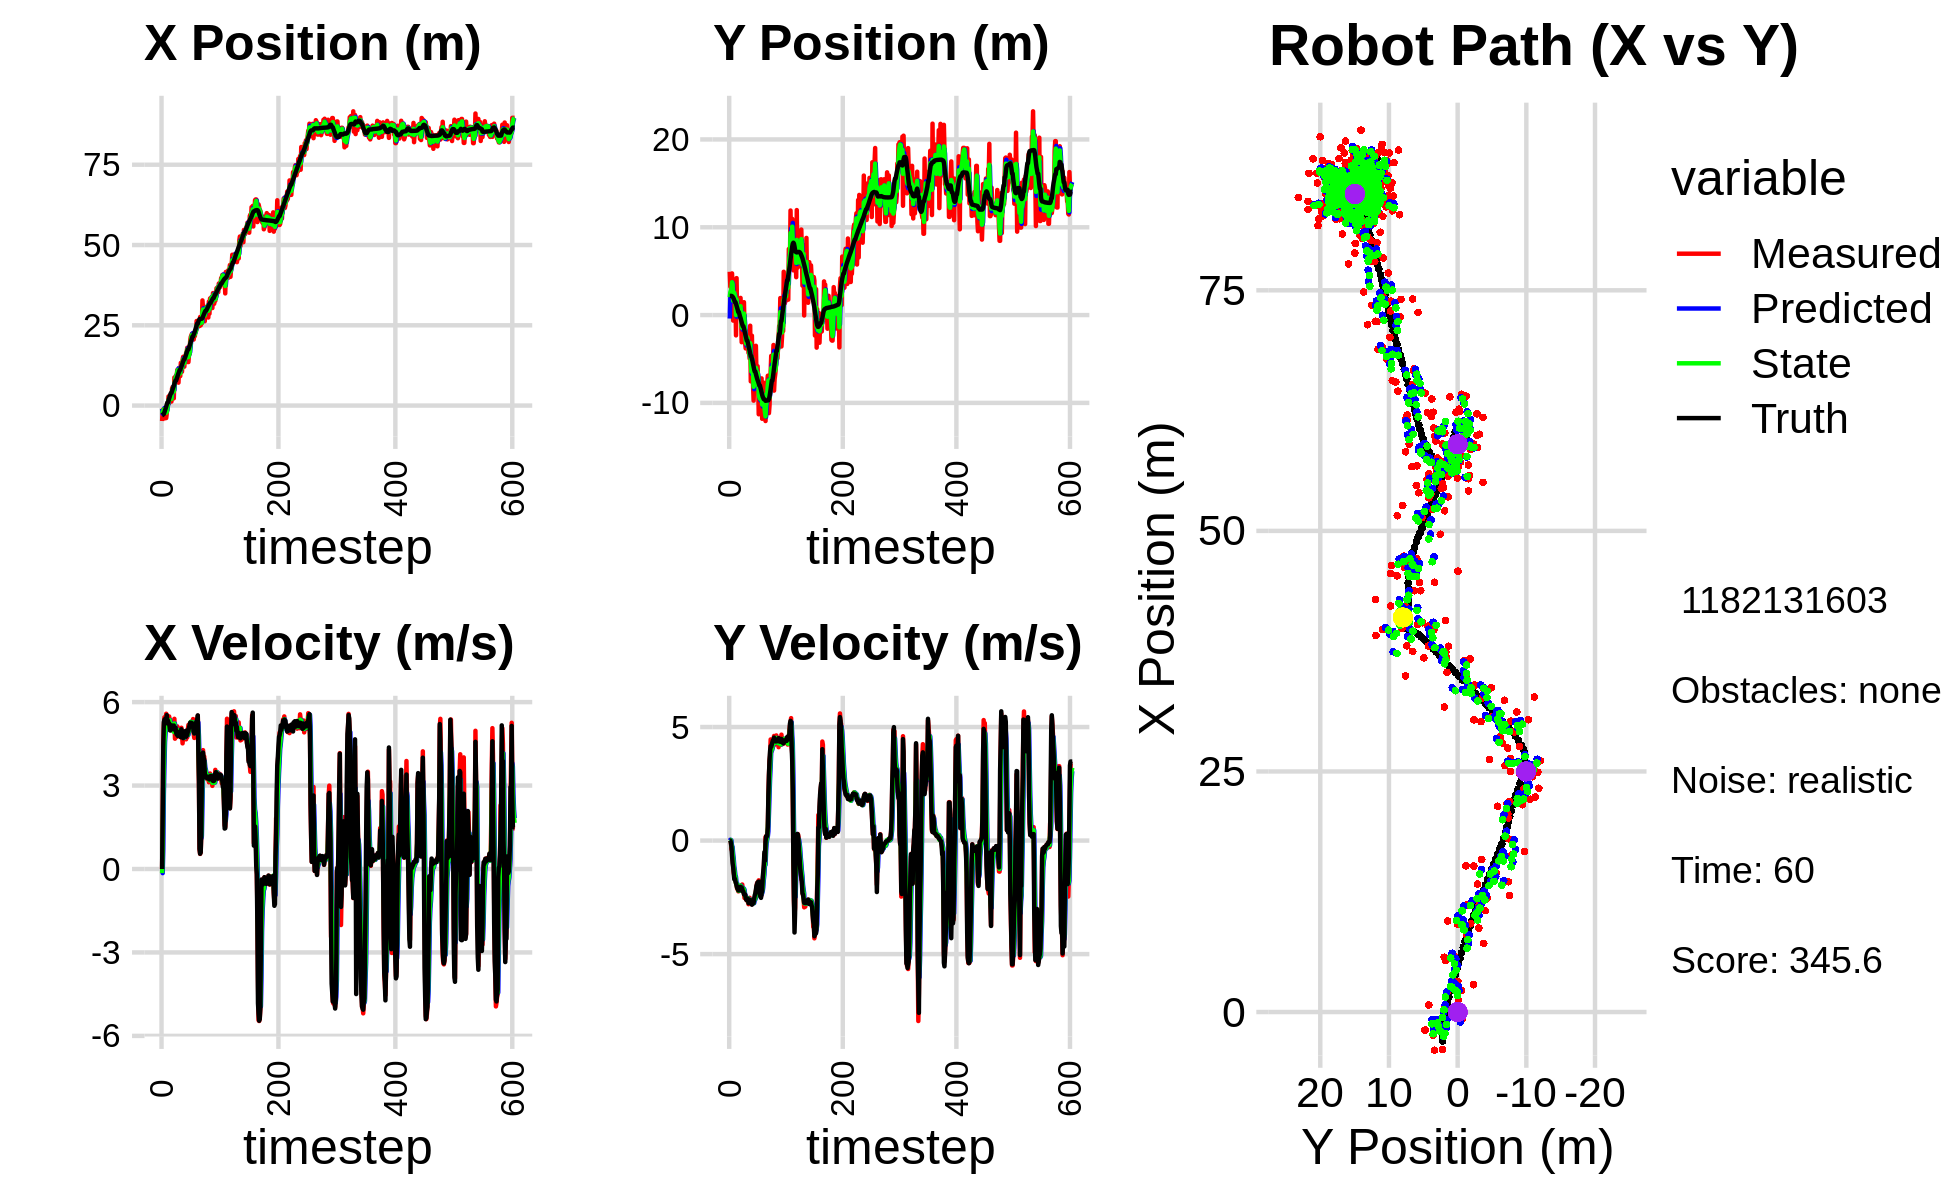 X Position (m)
75
50
25
0
0
200
400
600
timestep
Y Position (m)
20
10
0
-10
0
200
400
600
timestep
X Velocity (m/s)
6
3
0
-3
-6
0
200
400
600
timestep
Y Velocity (m/s)
5
0
-5
0
200
400
600
timestep
Robot Path (X vs Y)
X Position (m)
75
50
25
0
20 10 0 -10 -20
Y Position (m)
variable
Measured
Predicted
State
Truth
1182131603
Obstacles: none
Noise: realistic
Time: 60
Score: 345.6